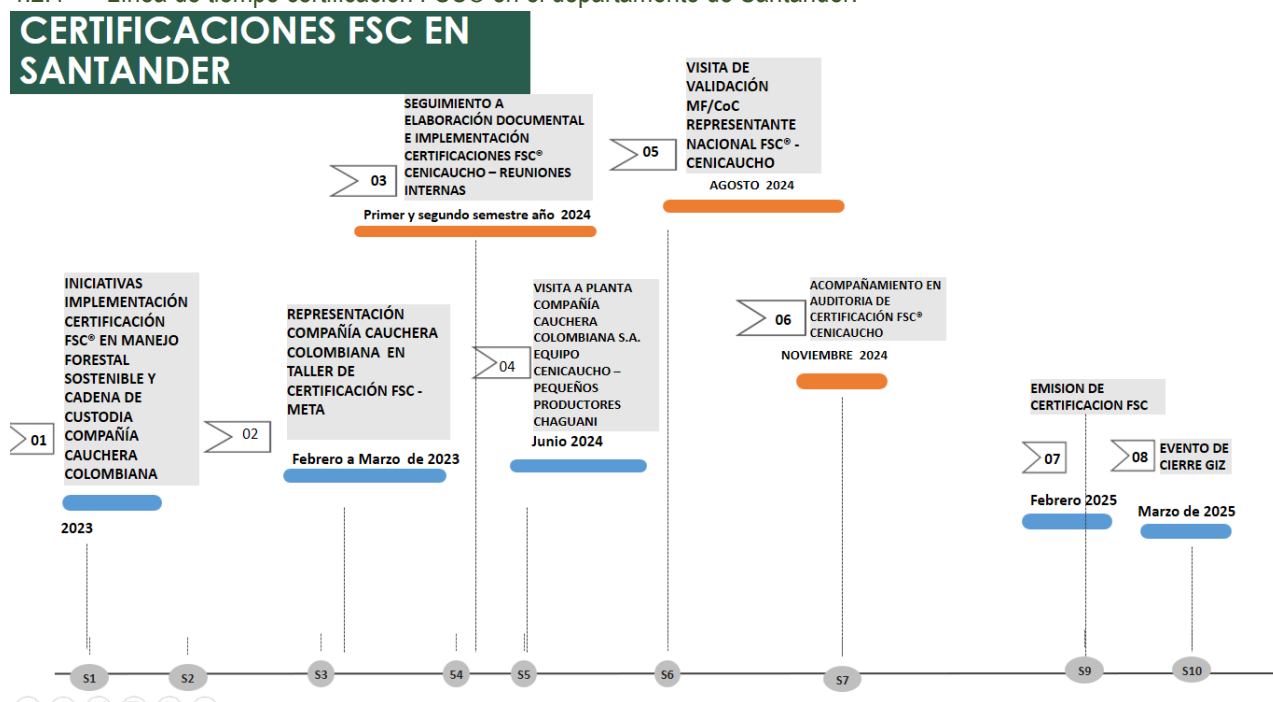 CERTIFICACIONES FSC EN
SANTANDER
01
INICIATIVAS
IMPLEMENTACIÓN
CERTIFICACIÓN
FSC® EN MANEJO
FORESTAL
SOSTENIBLE Y
CADENA DE
CUSTODIA
COMPAÑÍA
CAUCHERA
COLOMBIANA
2023
02
REPRESENTACIÓN
COMPAÑÍA CAUCHERA
COLOMBIANA EN
TALLER DE
CERTIFICACIÓN FSC -
META
Febrero a Marzo de 2023
03
SEGUIMIENTO A
ELABORACIÓN DOCUMENTAL
E IMPLEMENTACIÓN
CERTIFICACIONES FSC®
CENICAUCHO – REUNIONES
INTERNAS
Primer y segundo semestre año 2024
04
VISITA A PLANTA
COMPAÑÍA
CAUCHERA
COLOMBIANA S.A.
EQUIPO
CENICAUCHO –
PEQUEÑOS
PRODUCTORES
CHAGUANI
Junio 2024
05
VISITA DE
VALIDACIÓN
MF/CoC
REPRESENTANTE
NACIONAL FSC® -
CENICAUCHO
AGOSTO 2024
06
ACOMPAÑAMIENTO EN
AUDITORIA DE
CERTIFICACIÓN FSC®
CENICAUCHO
NOVIEMBRE 2024
EMISION DE
CERTIFICACION FSC
07
Febrero 2025
08
EVENTO DE
CIERRE GIZ
Marzo de 2025
S1
S2
S3
S4
S5
S6
S7
S9
S10